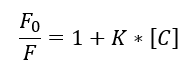 F₀/F = 1 + K * [C]